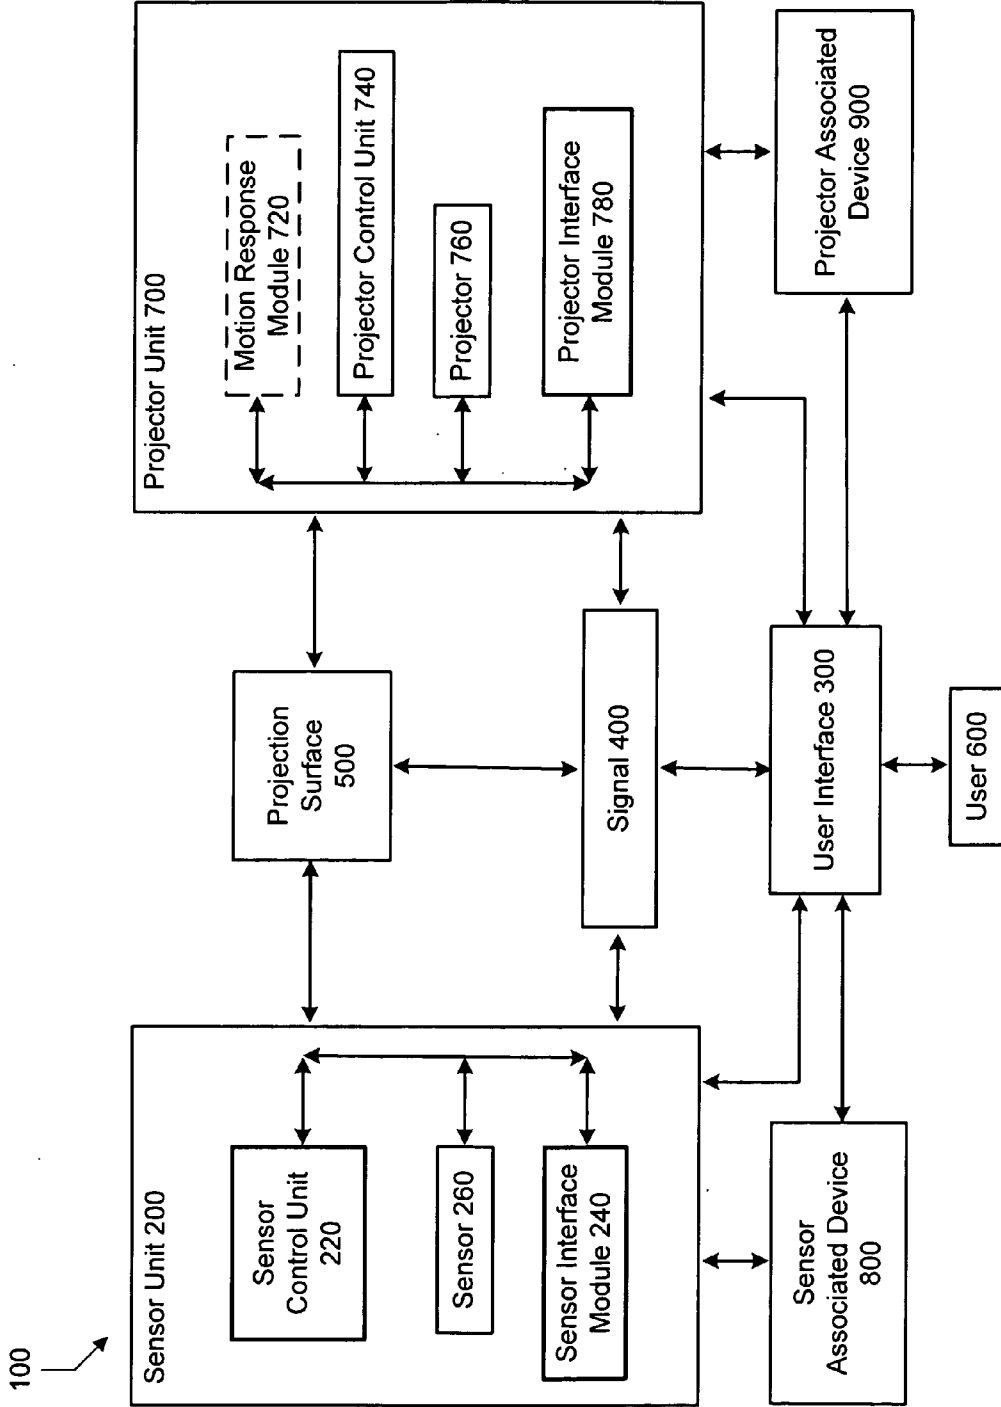 100
Sensor Unit 200
Sensor
Control Unit
220
Sensor 260
Sensor Interface
Module 240
Sensor
Associated Device
800
Projection
Surface
500
Signal 400
User Interface 300
User 600
Projector Unit 700
Motion Response
Module 720
Projector Control Unit 740
Projector 760
Projector Interface
Module 780
Projector Associated
Device 900